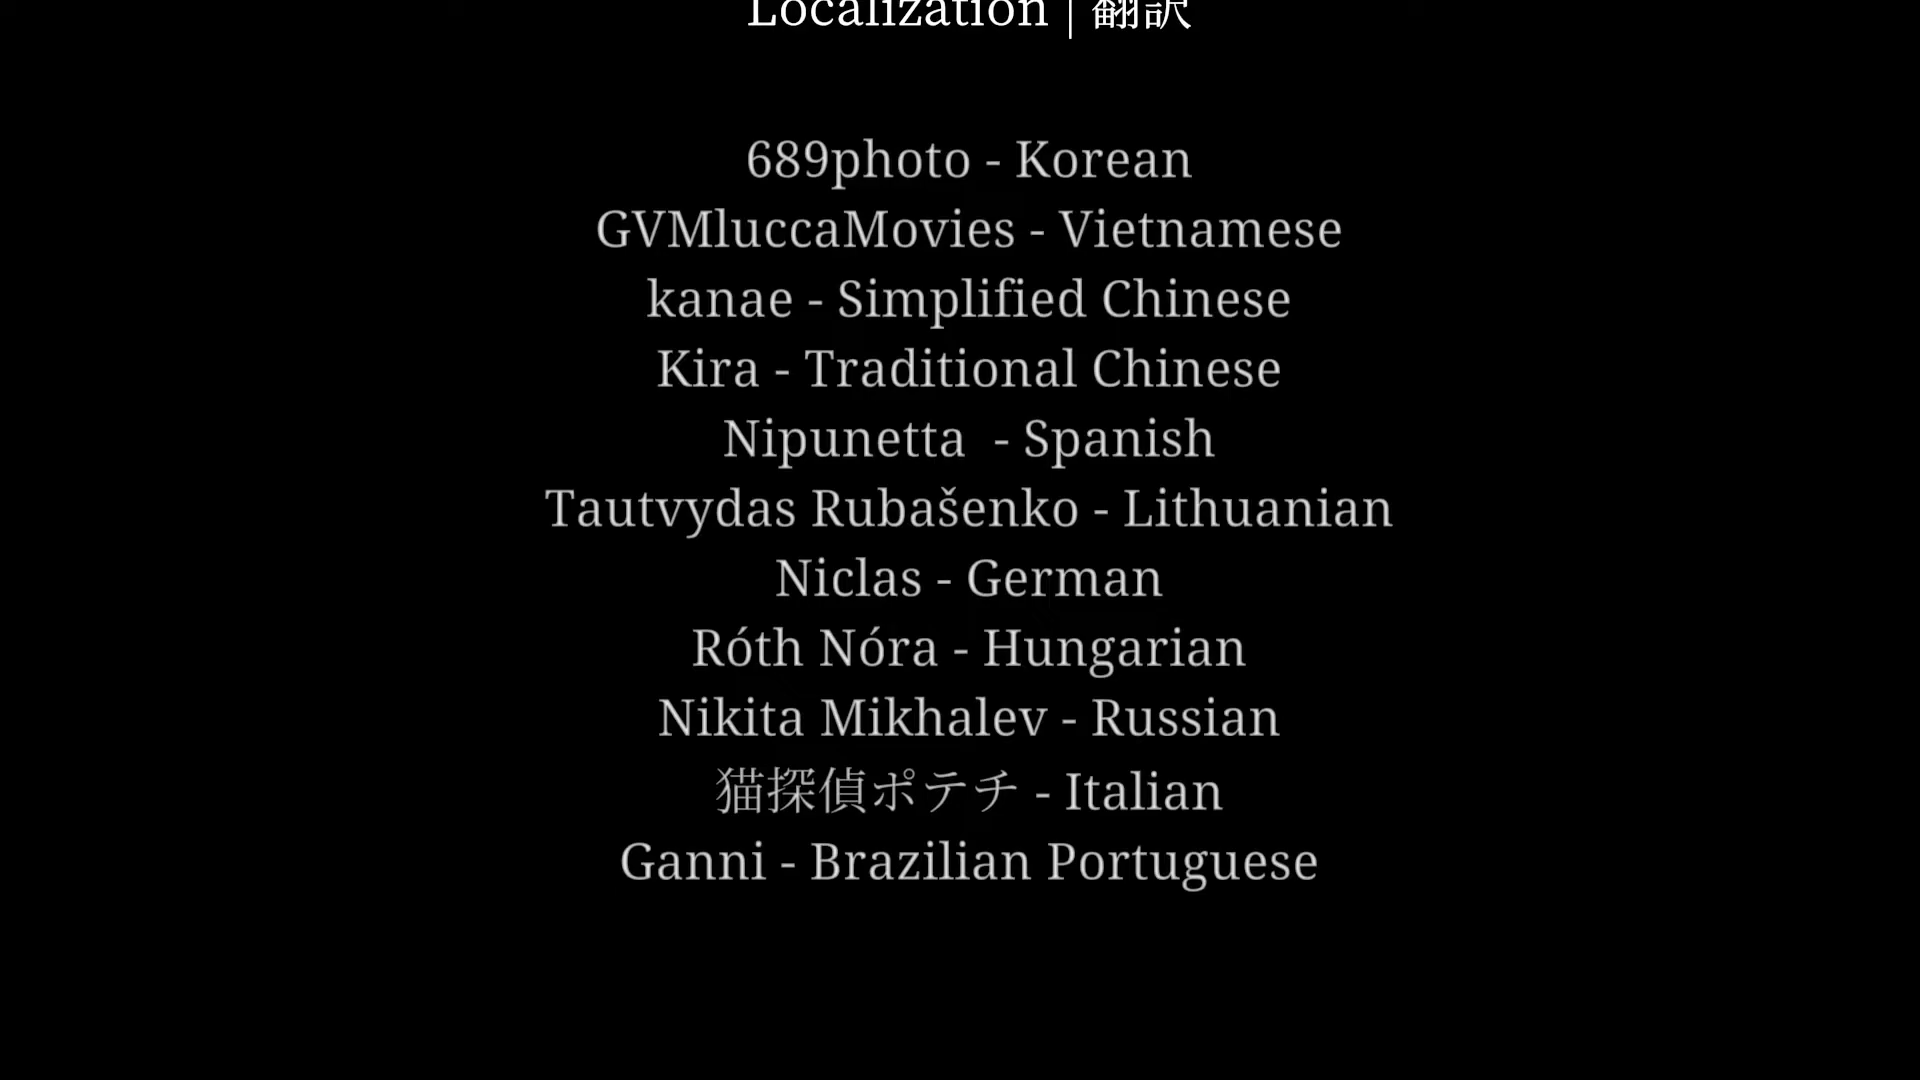 Localization | 翻訳
689photo - Korean
GVMluccaMovies - Vietnamese
kanae - Simplified Chinese
Kira - Traditional Chinese
Nipunetta  - Spanish
Tautvydas Rubašenko - Lithuanian
Niclas - German
Róth Nóra - Hungarian
Nikita Mikhalev - Russian
猫探偵ポテチ - Italian
Ganni - Brazilian Portuguese